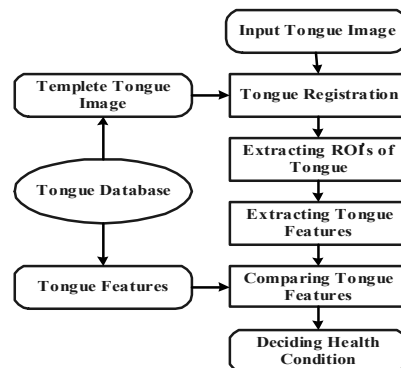 Input Tongue Image
Templete Tongue
Image
Tongue Registration
Extracting ROI's of
Tongue
Tongue Database
Extracting Tongue
Features
Tongue Features
Comparing Tongue
Features
Deciding Health
Condition